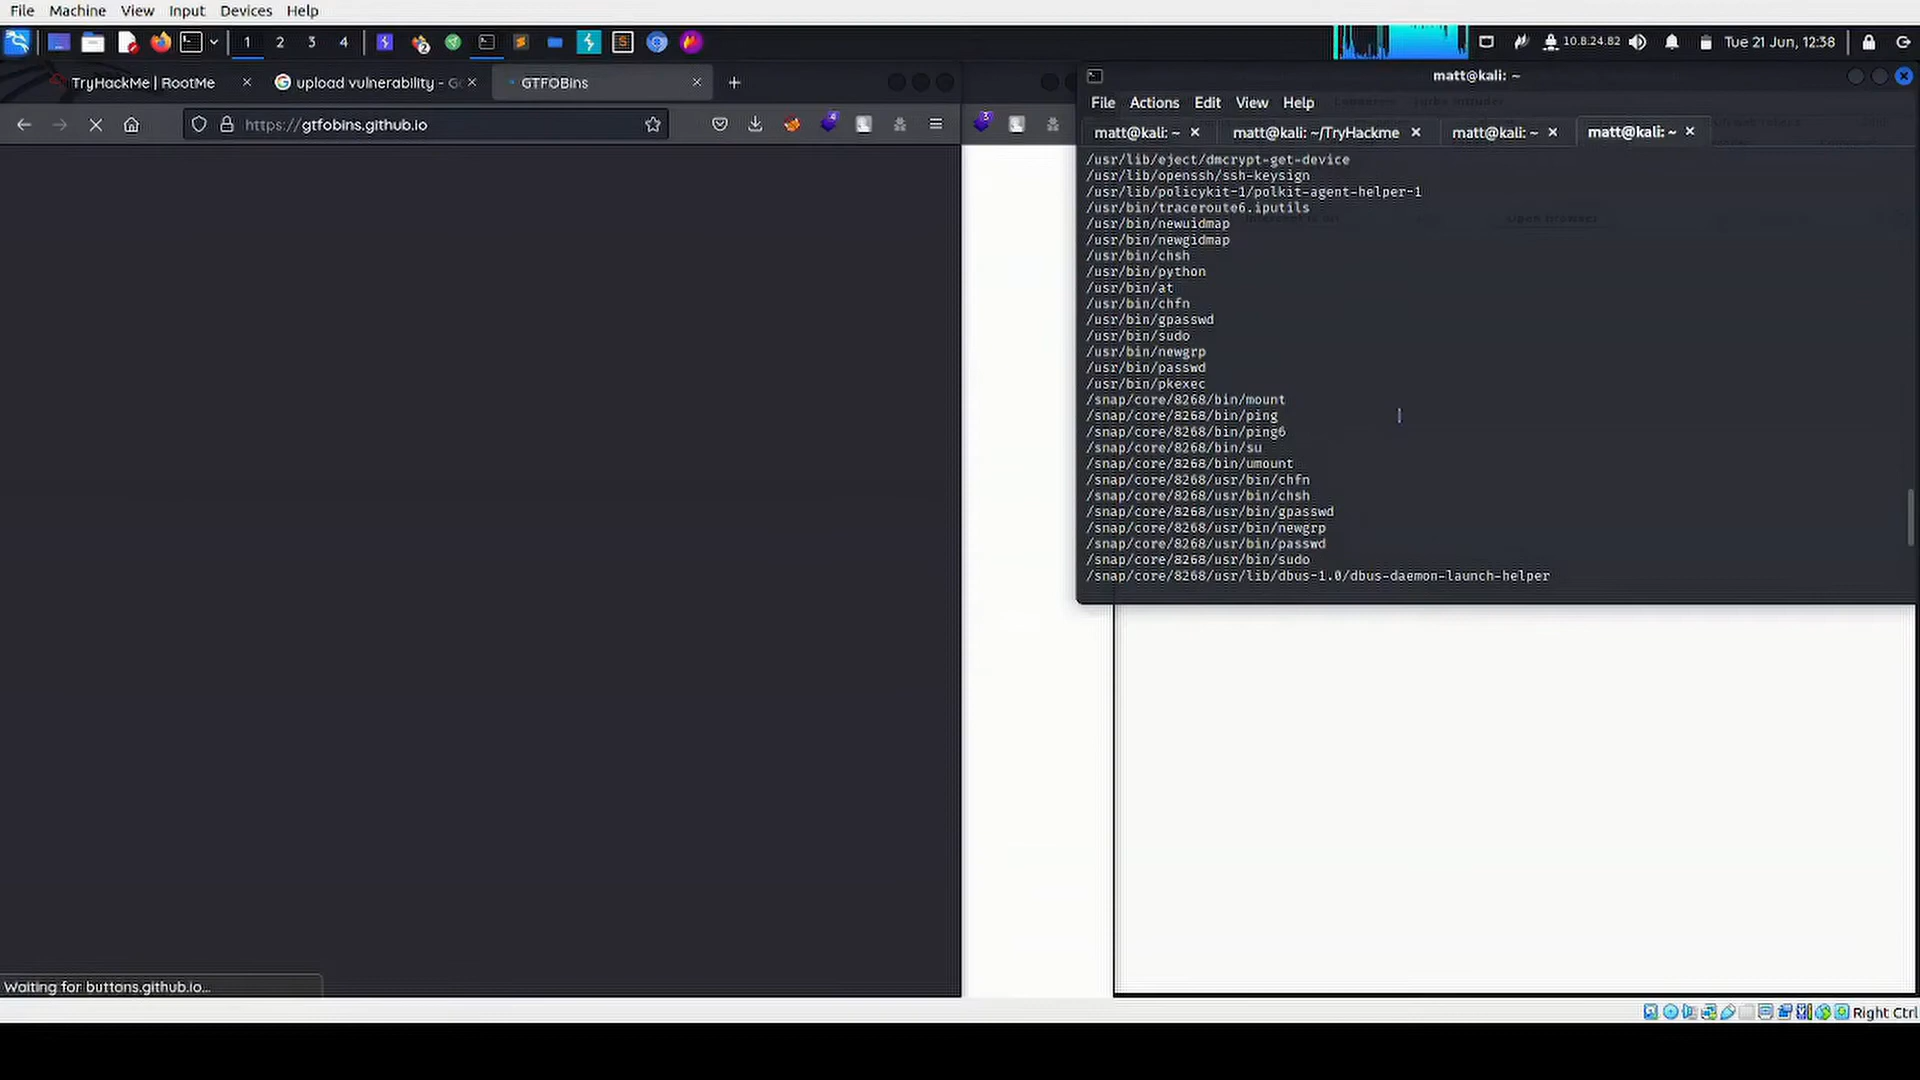 File Machine View Input Devices Help
1 2 3 4
10.8.24.82
Tue 21 Jun, 12:38
TryHackMe | RootMe
upload vulnerability - Go
GTFOBins
https://gtfobins.github.io
matt@kali: ~
File Actions Edit View Help
matt@kali: ~
matt@kali: ~/TryHackme
matt@kali: ~
matt@kali: ~
/usr/lib/eject/dmcrypt-get-device
/usr/lib/openssh/ssh-keysign
/usr/lib/policykit-1/polkit-agent-helper-1
/usr/bin/traceroute6.iputils
/usr/bin/newuidmap
/usr/bin/newgidmap
/usr/bin/chsh
/usr/bin/python
/usr/bin/at
/usr/bin/chfn
/usr/bin/gpasswd
/usr/bin/sudo
/usr/bin/newgrp
/usr/bin/passwd
/usr/bin/pkexec
/snap/core/8268/bin/mount
/snap/core/8268/bin/ping
/snap/core/8268/bin/ping6
/snap/core/8268/bin/su
/snap/core/8268/bin/umount
/snap/core/8268/usr/bin/chfn
/snap/core/8268/usr/bin/chsh
/snap/core/8268/usr/bin/gpasswd
/snap/core/8268/usr/bin/newgrp
/snap/core/8268/usr/bin/passwd
/snap/core/8268/usr/bin/sudo
/snap/core/8268/usr/lib/dbus-1.0/dbus-daemon-launch-helper
Open browser
Waiting for buttons.github.io...
Right Ctrl